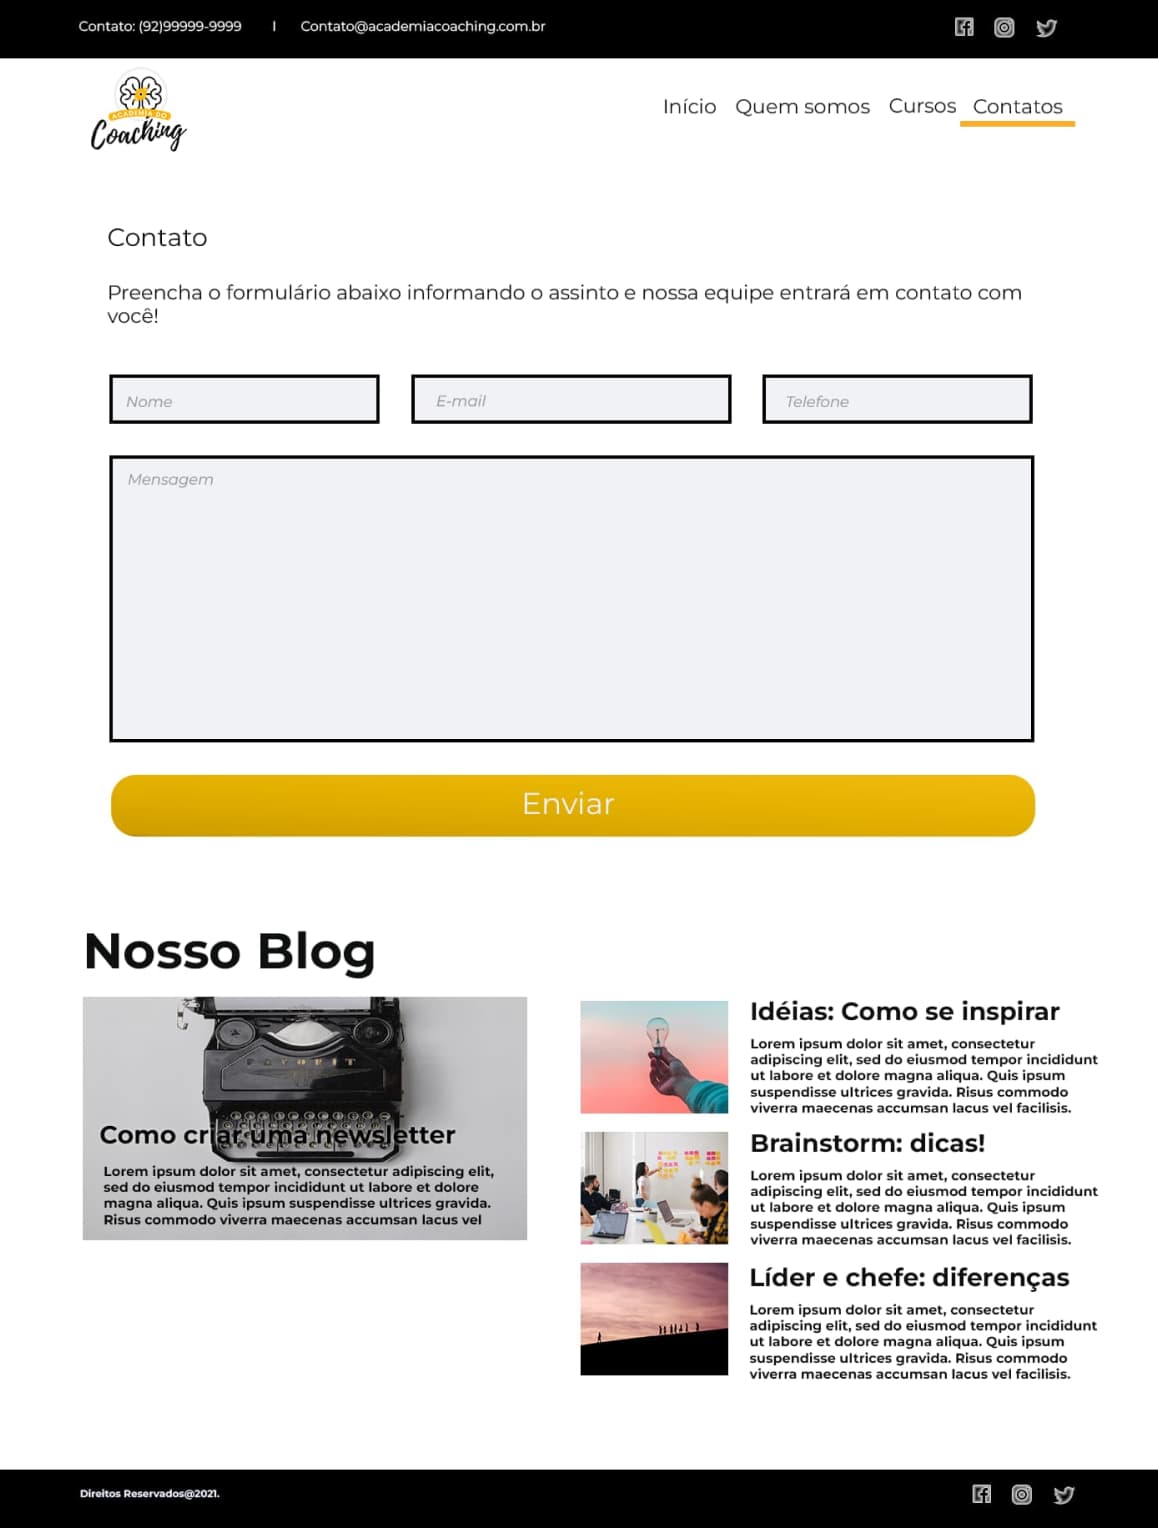 Contato: (92)99999-9999 I Contato@academiacoaching.com.br
ACADEMIA DO
Coaching
Início Quem somos Cursos Contatos
Contato
Preencha o formulário abaixo informando o assinto e nossa equipe entrará em contato com
você!
Nome E-mail Telefone
Mensagem
Enviar
Nosso Blog
FAVORIT
Como criar uma newsletter
Lorem ipsum dolor sit amet, consectetur adipiscing elit,
sed do eiusmod tempor incididunt ut labore et dolore
magna aliqua. Quis ipsum suspendisse ultrices gravida.
Risus commodo viverra maecenas accumsan lacus vel
Idéias: Como se inspirar
Lorem ipsum dolor sit amet, consectetur
adipiscing elit, sed do eiusmod tempor incididunt
ut labore et dolore magna aliqua. Quis ipsum
suspendisse ultrices gravida. Risus commodo
viverra maecenas accumsan lacus vel facilisis.
Brainstorm: dicas!
Lorem ipsum dolor sit amet, consectetur
adipiscing elit, sed do eiusmod tempor incididunt
ut labore et dolore magna aliqua. Quis ipsum
suspendisse ultrices gravida. Risus commodo
viverra maecenas accumsan lacus vel facilisis.
Líder e chefe: diferenças
Lorem ipsum dolor sit amet, consectetur
adipiscing elit, sed do eiusmod tempor incididunt
ut labore et dolore magna aliqua. Quis ipsum
suspendisse ultrices gravida. Risus commodo
viverra maecenas accumsan lacus vel facilisis.
Direitos Reservados@2021.